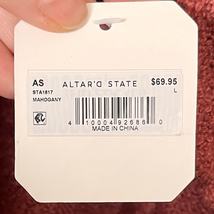 AS ALTAR'D STATE $69.95
STA1817 L
MAHOGANY
4 10004 92686 0
MADE IN CHINA